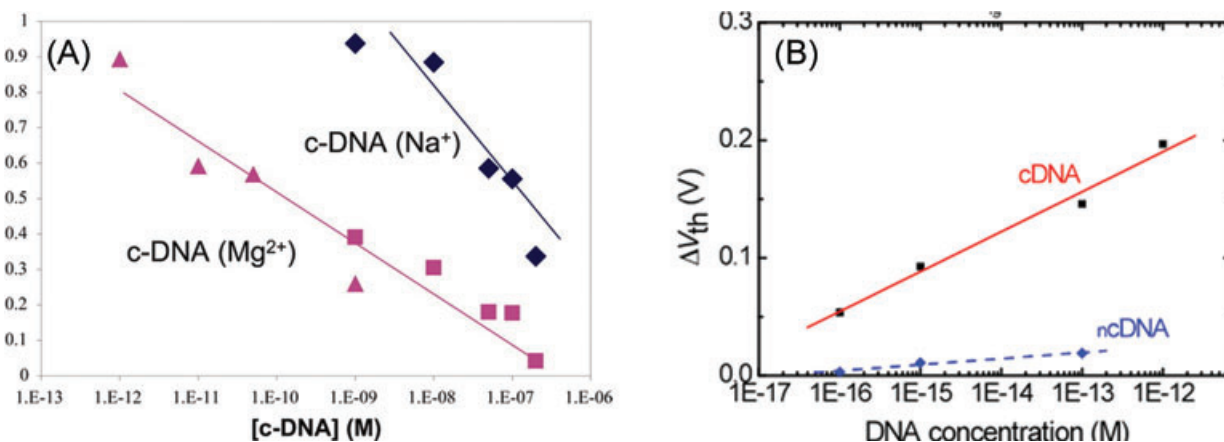 (A)
1
0.9
0.8
0.7
0.6
0.5
0.4
0.3
0.2
0.1
0
c-DNA (Na⁺)
c-DNA (Mg²⁺)
1.E-13 1.E-12 1.E-11 1.E-10 1.E-09 1.E-08 1.E-07 1.E-06
[c-DNA] (M)
(B)
0.3
0.2
0.1
0.0
ΔVth (V)
cDNA
ncDNA
1E-17 1E-16 1E-15 1E-14 1E-13 1E-12
DNA concentration (M)